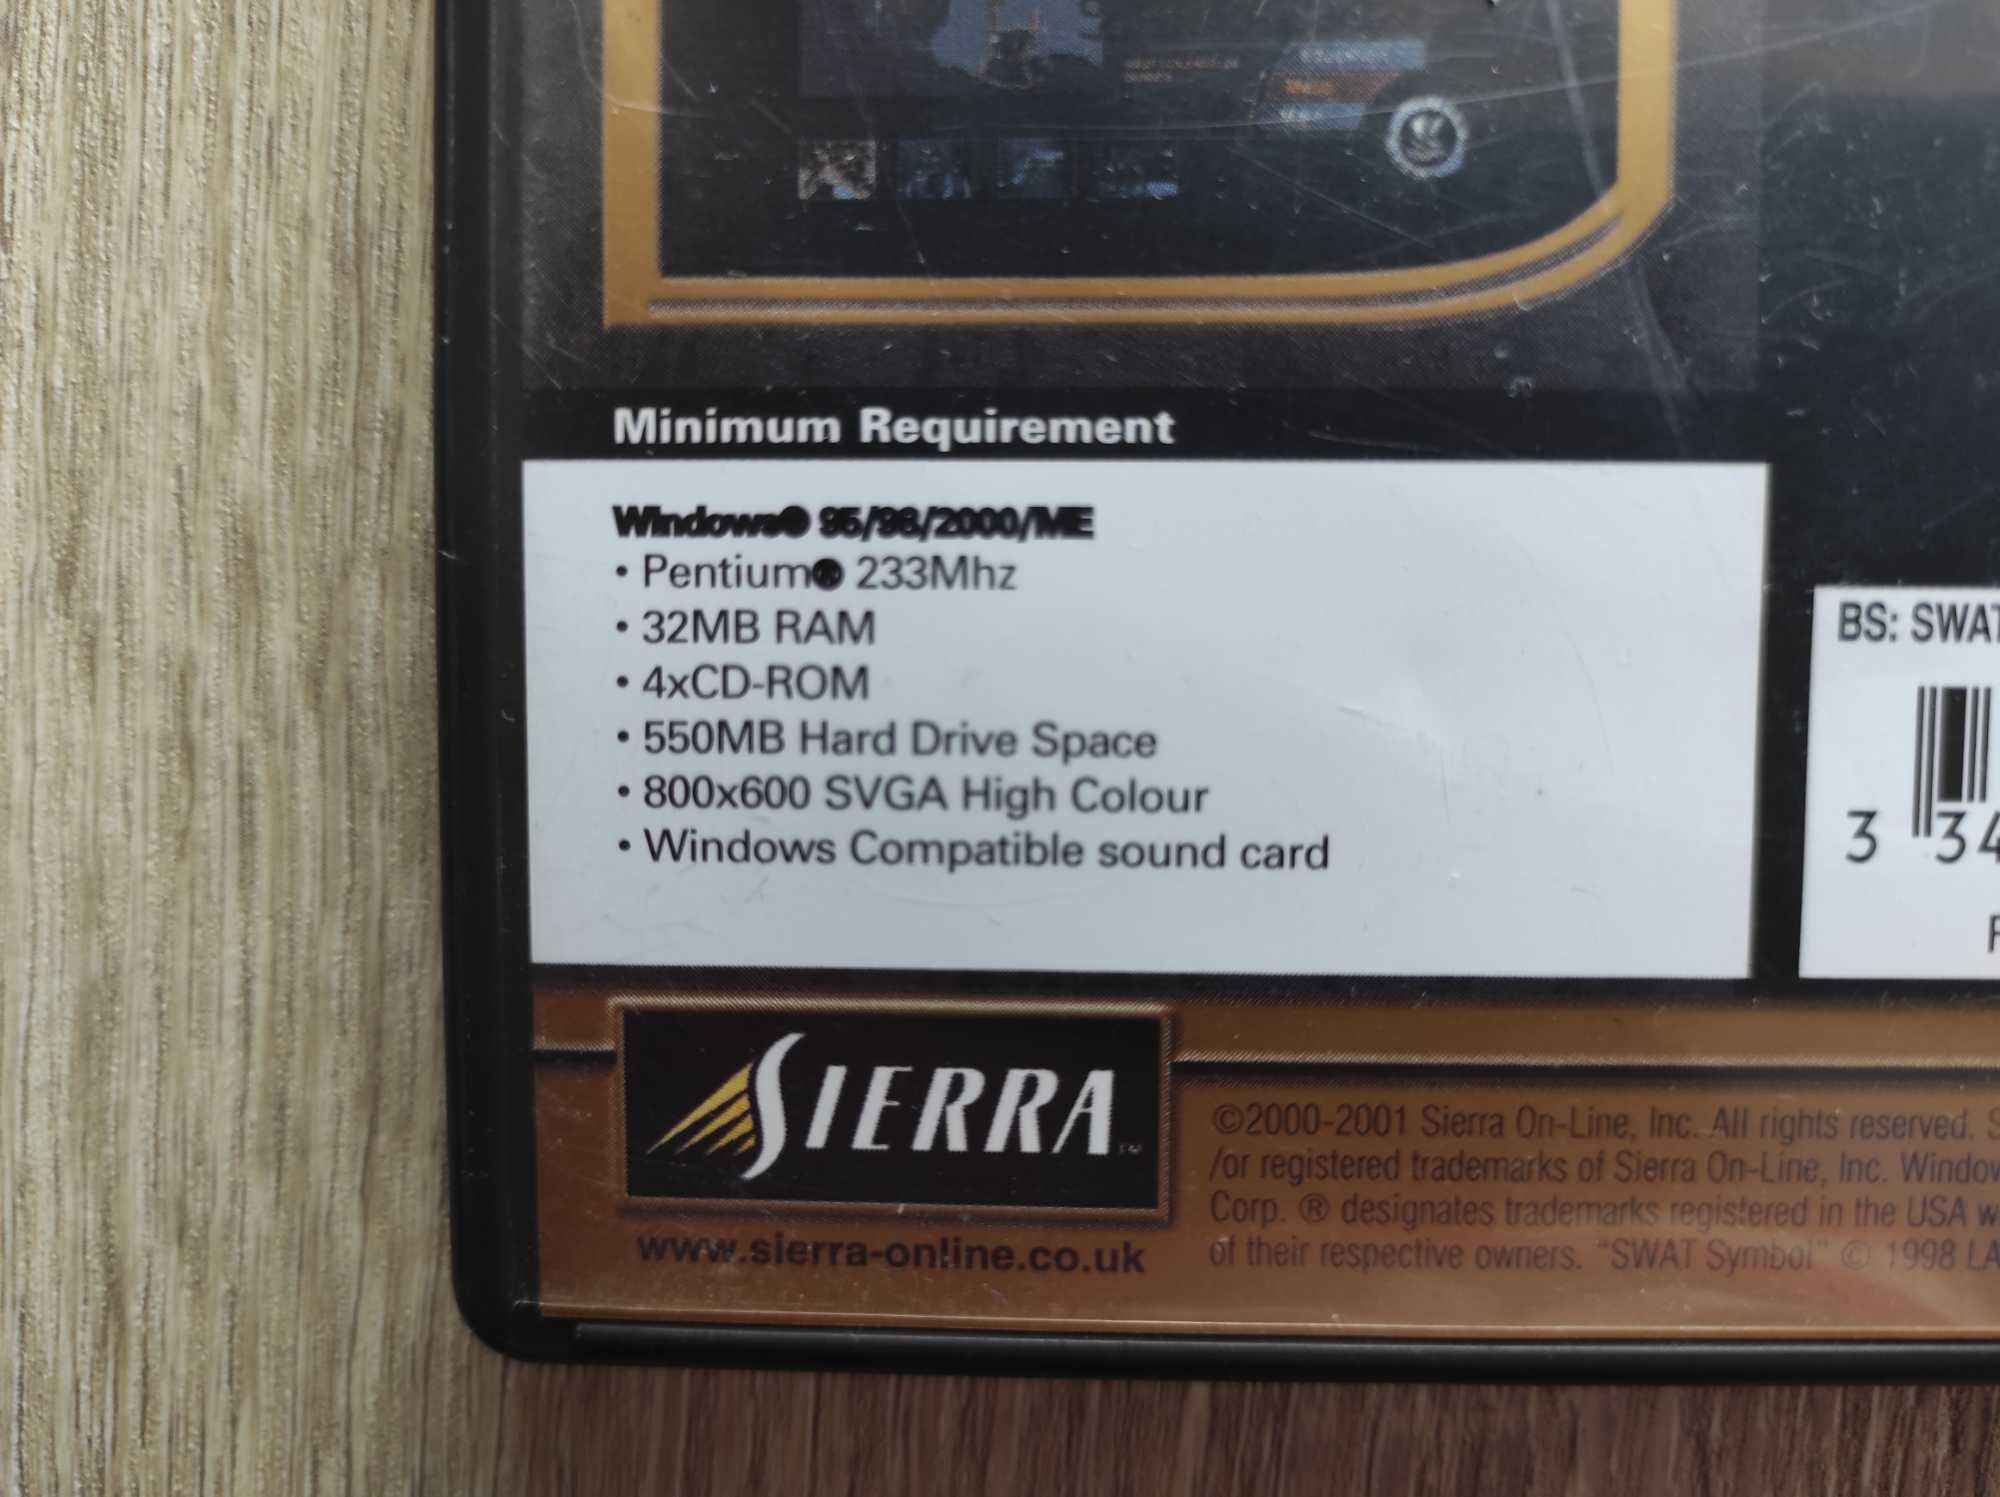 Minimum Requirement
Windows® 95/98/2000/ME
• Pentium® 233Mhz
• 32MB RAM
• 4xCD-ROM
• 550MB Hard Drive Space
• 800x600 SVGA High Colour
• Windows Compatible sound card
BS: SWAT
3 34
F
SIERRA™
www.sierra-online.co.uk
©2000-2001 Sierra On-Line, Inc. All rights reserved. S
/or registered trademarks of Sierra On-Line, Inc. Window
Corp. ® designates trademarks registered in the USA w
of their respective owners. "SWAT Symbol" © 1998 LA